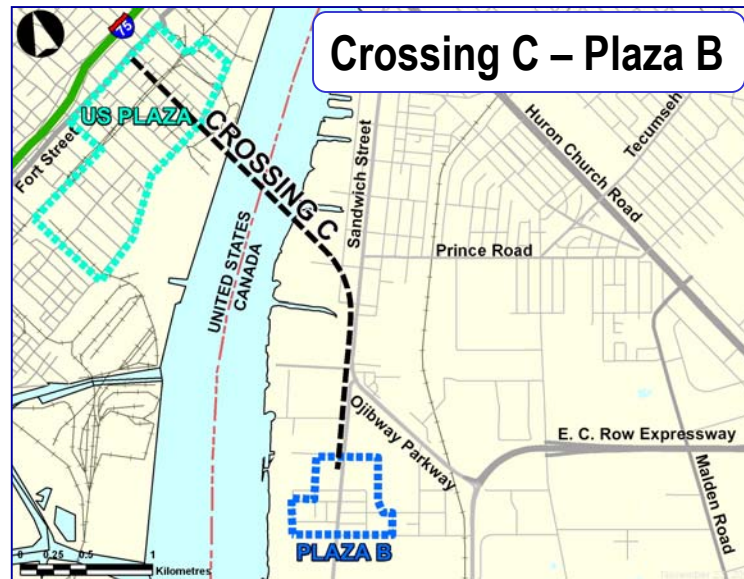 Crossing C – Plaza B
75
US PLAZA
CROSSING C
Fort Street
Sandwich Street
Huron Church Road
Tecumseh
Prince Road
UNITED STATES
CANADA
Ojibway Parkway
E. C. Row Expressway
Malden Road
PLAZA B
0 0.25 0.5 1
Kilometres